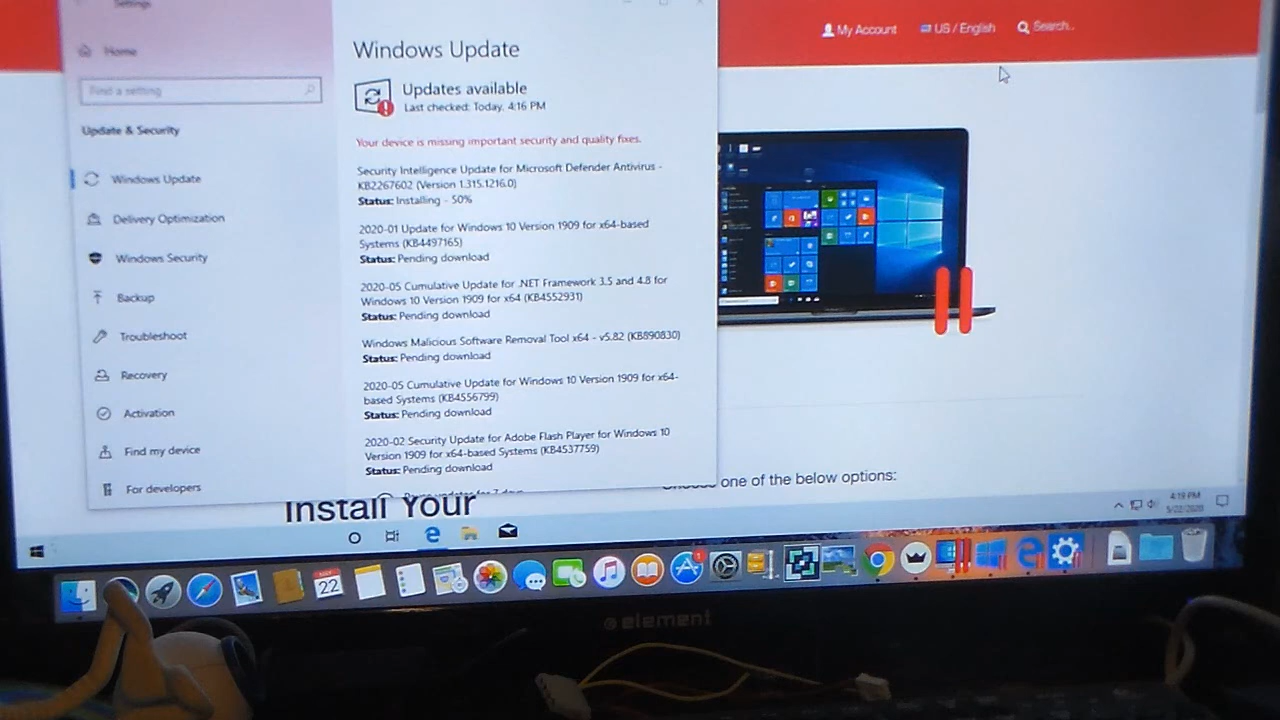 Settings
Home
Find a setting
Update & Security
Windows Update
Delivery Optimization
Windows Security
Backup
Troubleshoot
Recovery
Activation
Find my device
For developers
Windows Update
Updates available
Last checked: Today, 4:16 PM
Your device is missing important security and quality fixes.
Security Intelligence Update for Microsoft Defender Antivirus -
KB2267602 (Version 1.315.1216.0)
Status: Installing - 50%
2020-01 Update for Windows 10 Version 1909 for x64-based
Systems (KB4497165)
Status: Pending download
2020-05 Cumulative Update for .NET Framework 3.5 and 4.8 for
Windows 10 Version 1909 for x64 (KB4552931)
Status: Pending download
Windows Malicious Software Removal Tool x64 - v5.82 (KB890830)
Status: Pending download
2020-05 Cumulative Update for Windows 10 Version 1909 for x64-
based Systems (KB4556799)
Status: Pending download
2020-02 Security Update for Adobe Flash Player for Windows 10
Version 1909 for x64-based Systems (KB4537759)
Status: Pending download
My Account
US / English
Search..
one of the below options:
Install Your
4:19 PM
5/22/2020
22
element